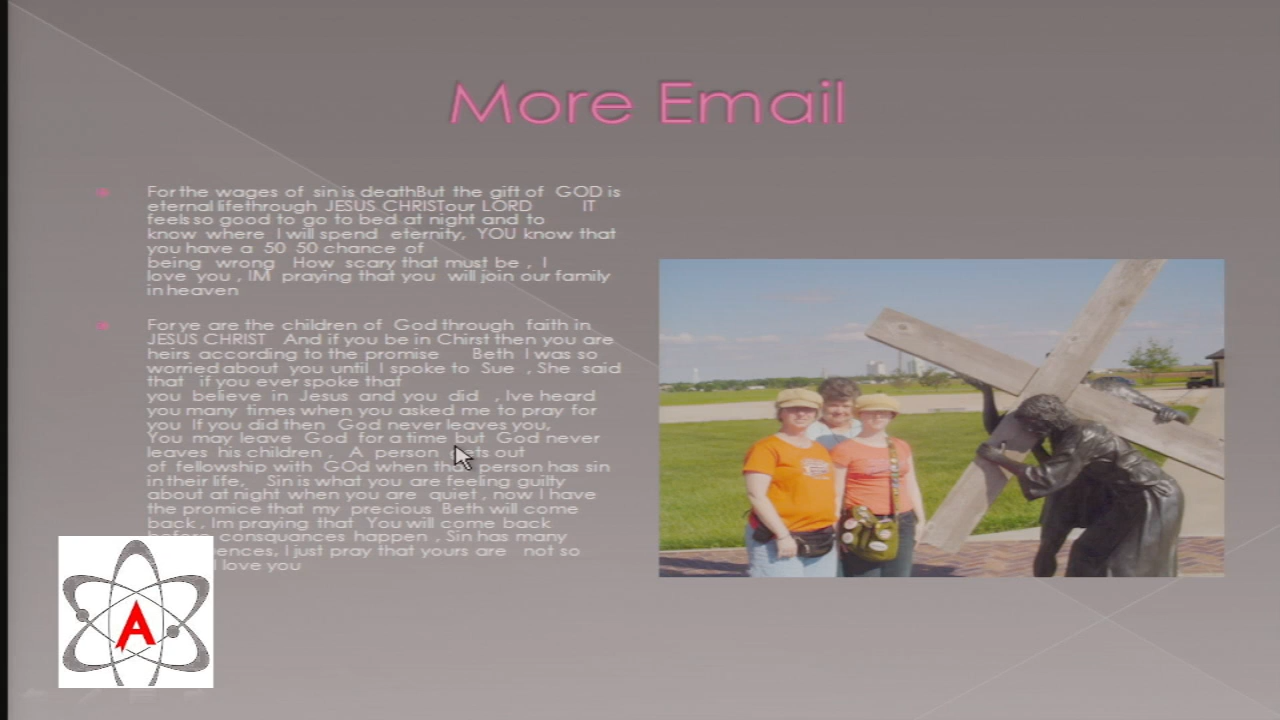 More Email
For the wages of sin is deathBut the gift of GOD is
eternal lifethrough JESUS CHRISTour LORD IT
feels so good to go to bed at night and to
know where I will spend eternity, YOU know that
you have a 50 50 chance of
being wrong How scary that must be , I
love you , IM praying that you will join our family
in heaven
For ye are the children of God through faith in
JESUS CHRIST And if you be in Chirst then you are
heirs according to the promise Beth I was so
worried about you until I spoke to Sue , She said
that if you ever spoke that
you believe in Jesus and you did , Ive heard
you many times when you asked me to pray for
you If you did then God never leaves you,
You may leave God for a time but God never
leaves his children , A person out
of fellowship with GOd when that person has sin
in their life, Sin is what you are feeling guilty
about at night when you are quiet , now I have
the promice that my precious Beth will come
back , Im praying that You will come back
before consquances happen , Sin has many
I just pray that yours are not so
I love you
A